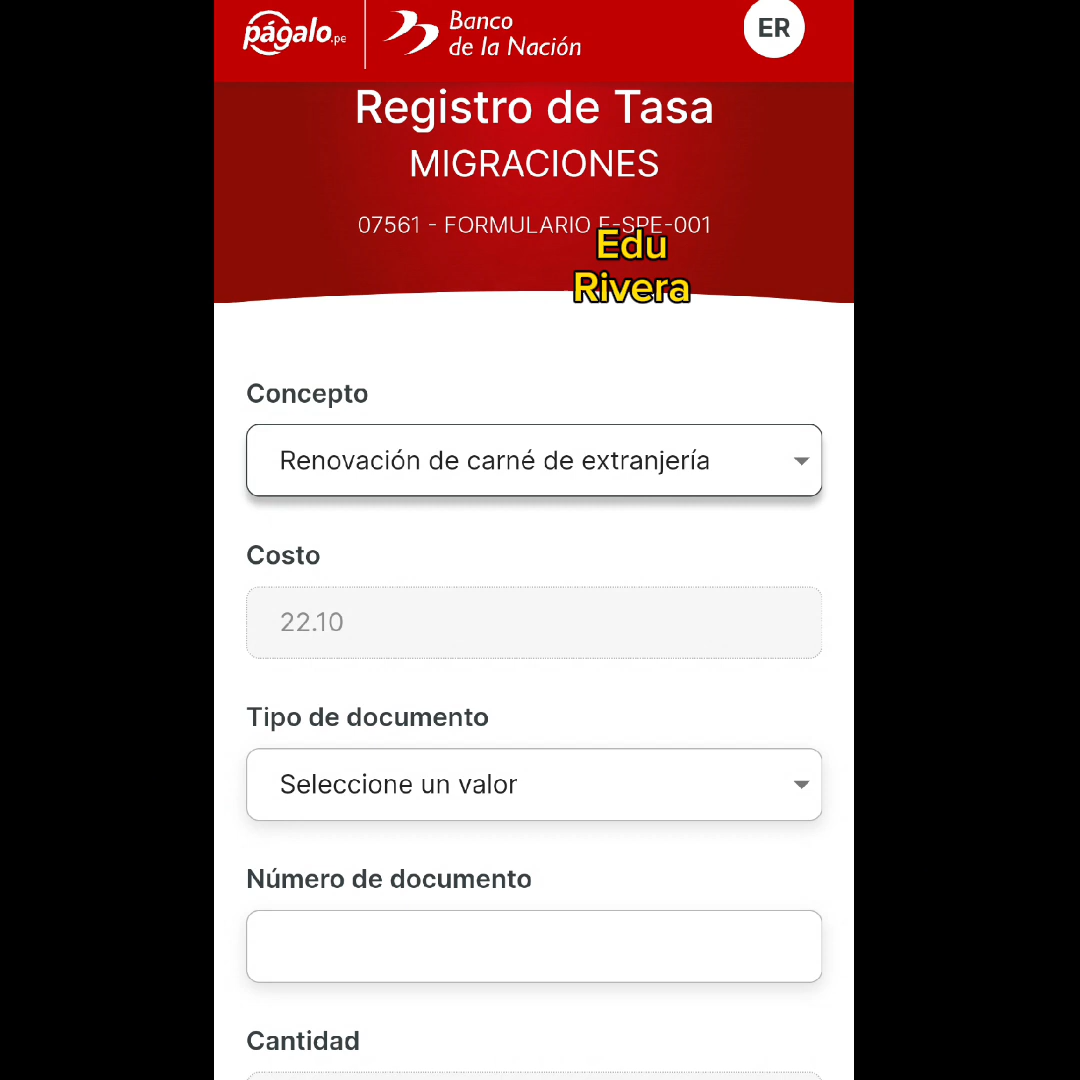 págalo.pe
Banco
de la Nación
ER
Registro de Tasa
MIGRACIONES
07561 - FORMULARIO F-SPE-001
Edu
Rivera
Concepto
Renovación de carné de extranjería
Costo
22.10
Tipo de documento
Seleccione un valor
Número de documento
Cantidad